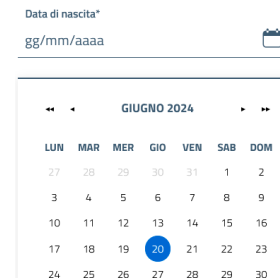 Data di nascita*
gg/mm/aaaa
GIUGNO 2024
LUN MAR MER GIO VEN SAB DOM
27 28 29 30 31 1 2
3 4 5 6 7 8 9
10 11 12 13 14 15 16
17 18 19 20 21 22 23
24 25 26 27 28 29 30